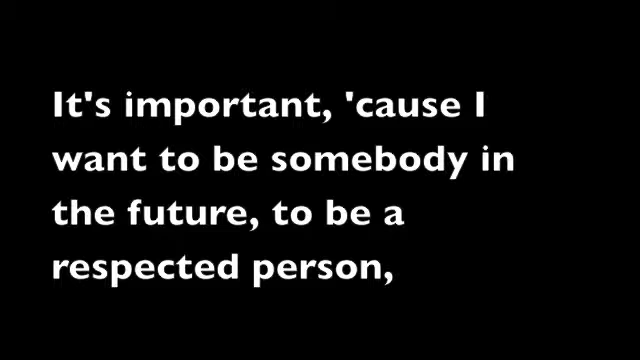 It's important, 'cause I
want to be somebody in
the future, to be a
respected person,